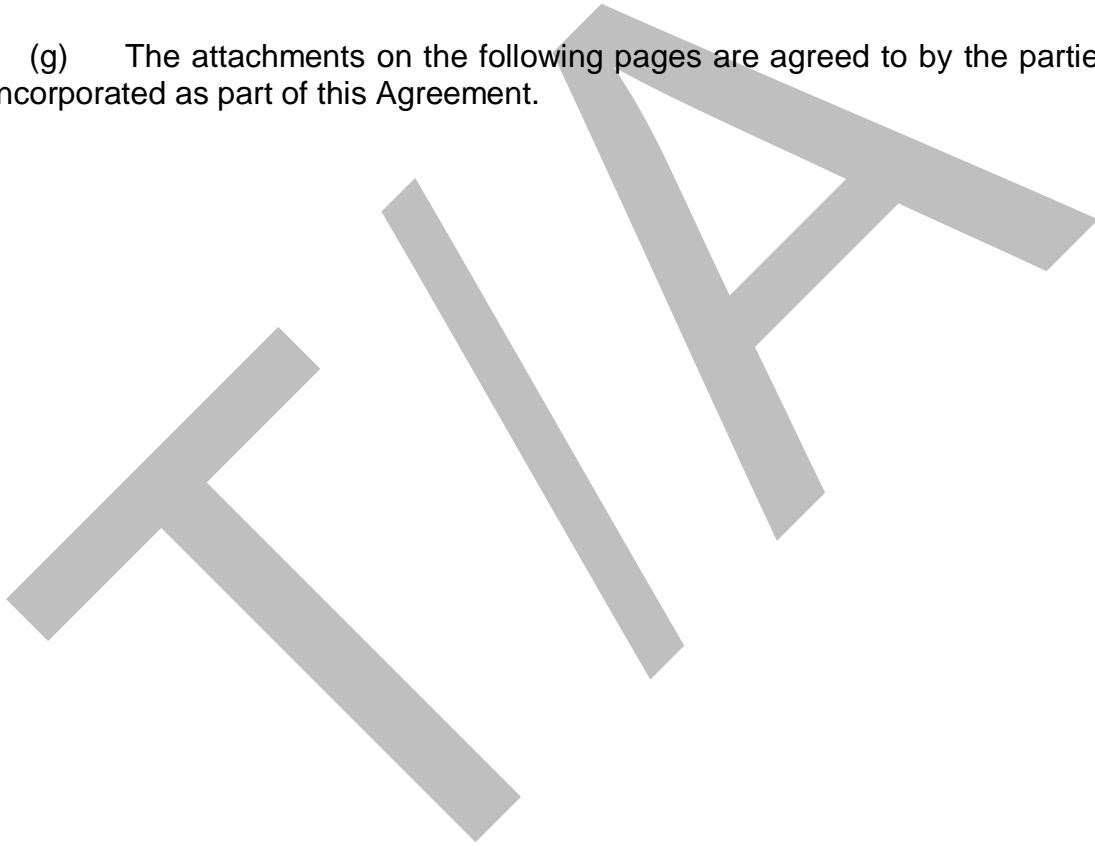 (g) The attachments on the following pages are agreed to by the partie
ncorporated as part of this Agreement.
T/A